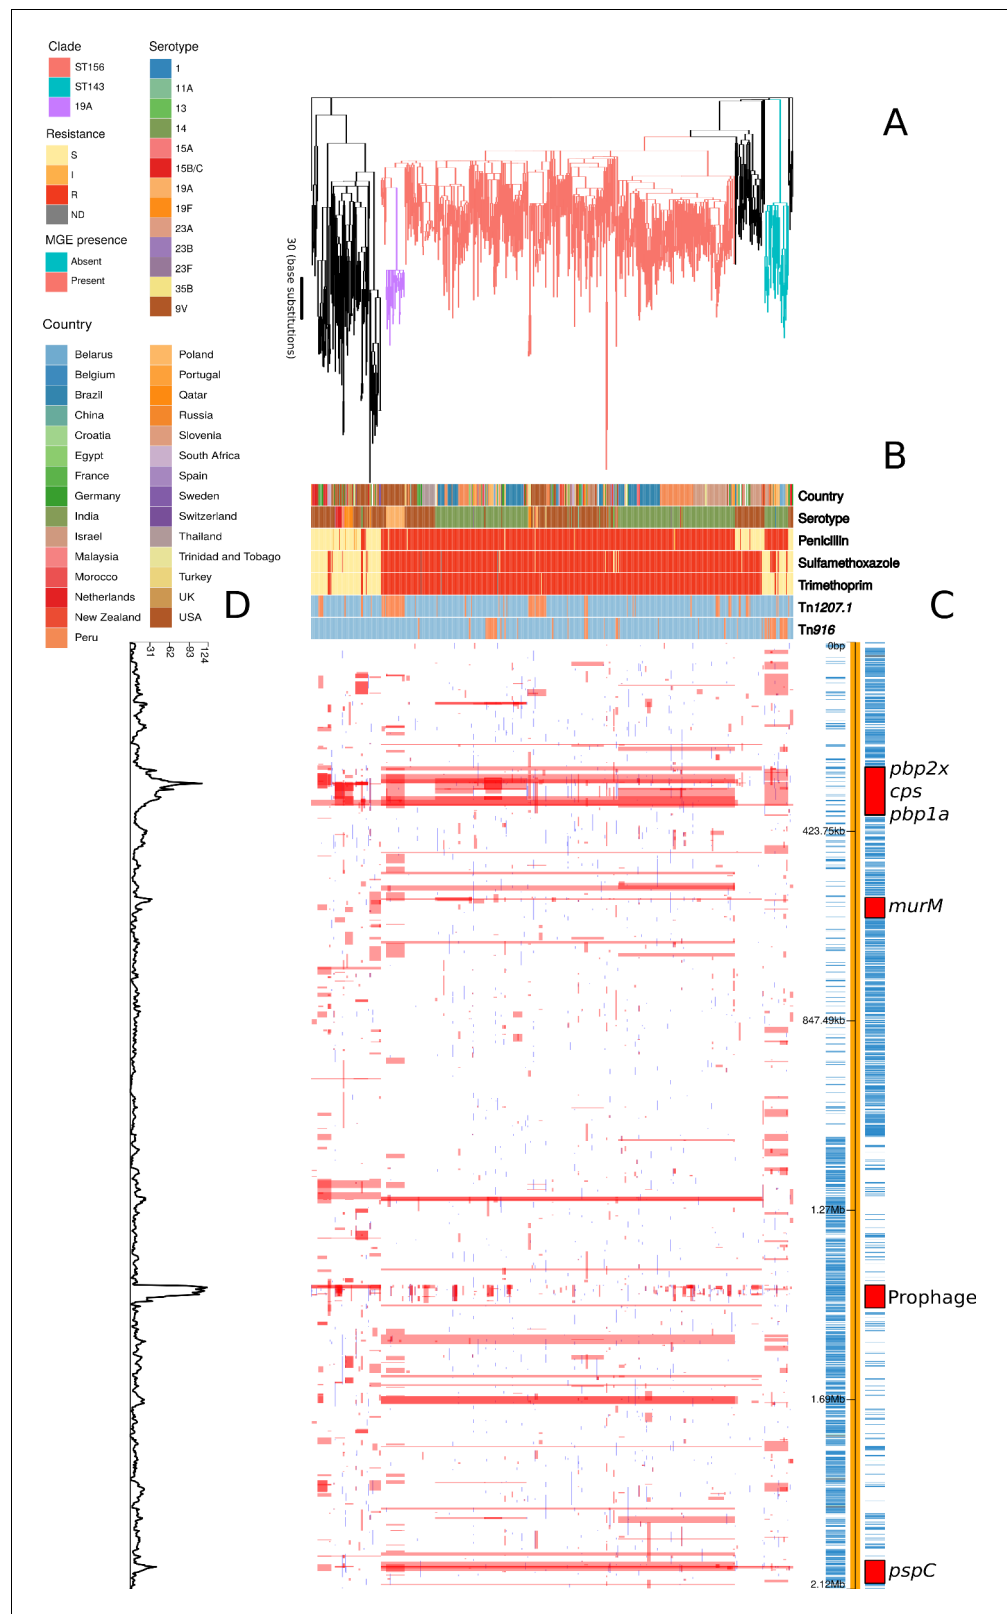 Clade
ST156
ST143
19A
Resistance
S
I
R
ND
MGE presence
Absent
Present
Serotype
1
11A
13
14
15A
15B/C
19A
19F
23A
23B
23F
35B
9V
Country
Belarus
Belgium
Brazil
China
Croatia
Egypt
France
Germany
India
Israel
Malaysia
Morocco
Netherlands
New Zealand
Peru
Poland
Portugal
Qatar
Russia
Slovenia
South Africa
Spain
Sweden
Switzerland
Thailand
Trinidad and Tobago
Turkey
UK
USA
A
30 (base substitutions)
B
Country
Serotype
Penicillin
Sulfamethoxazole
Trimethoprim
Tn1207.1
Tn916
D
C
31
62
93
124
0bp
423.75kb
847.49kb
1.27Mb
1.69Mb
2.12Mb
pbp2x
cps
pbp1a
murM
Prophage
pspC